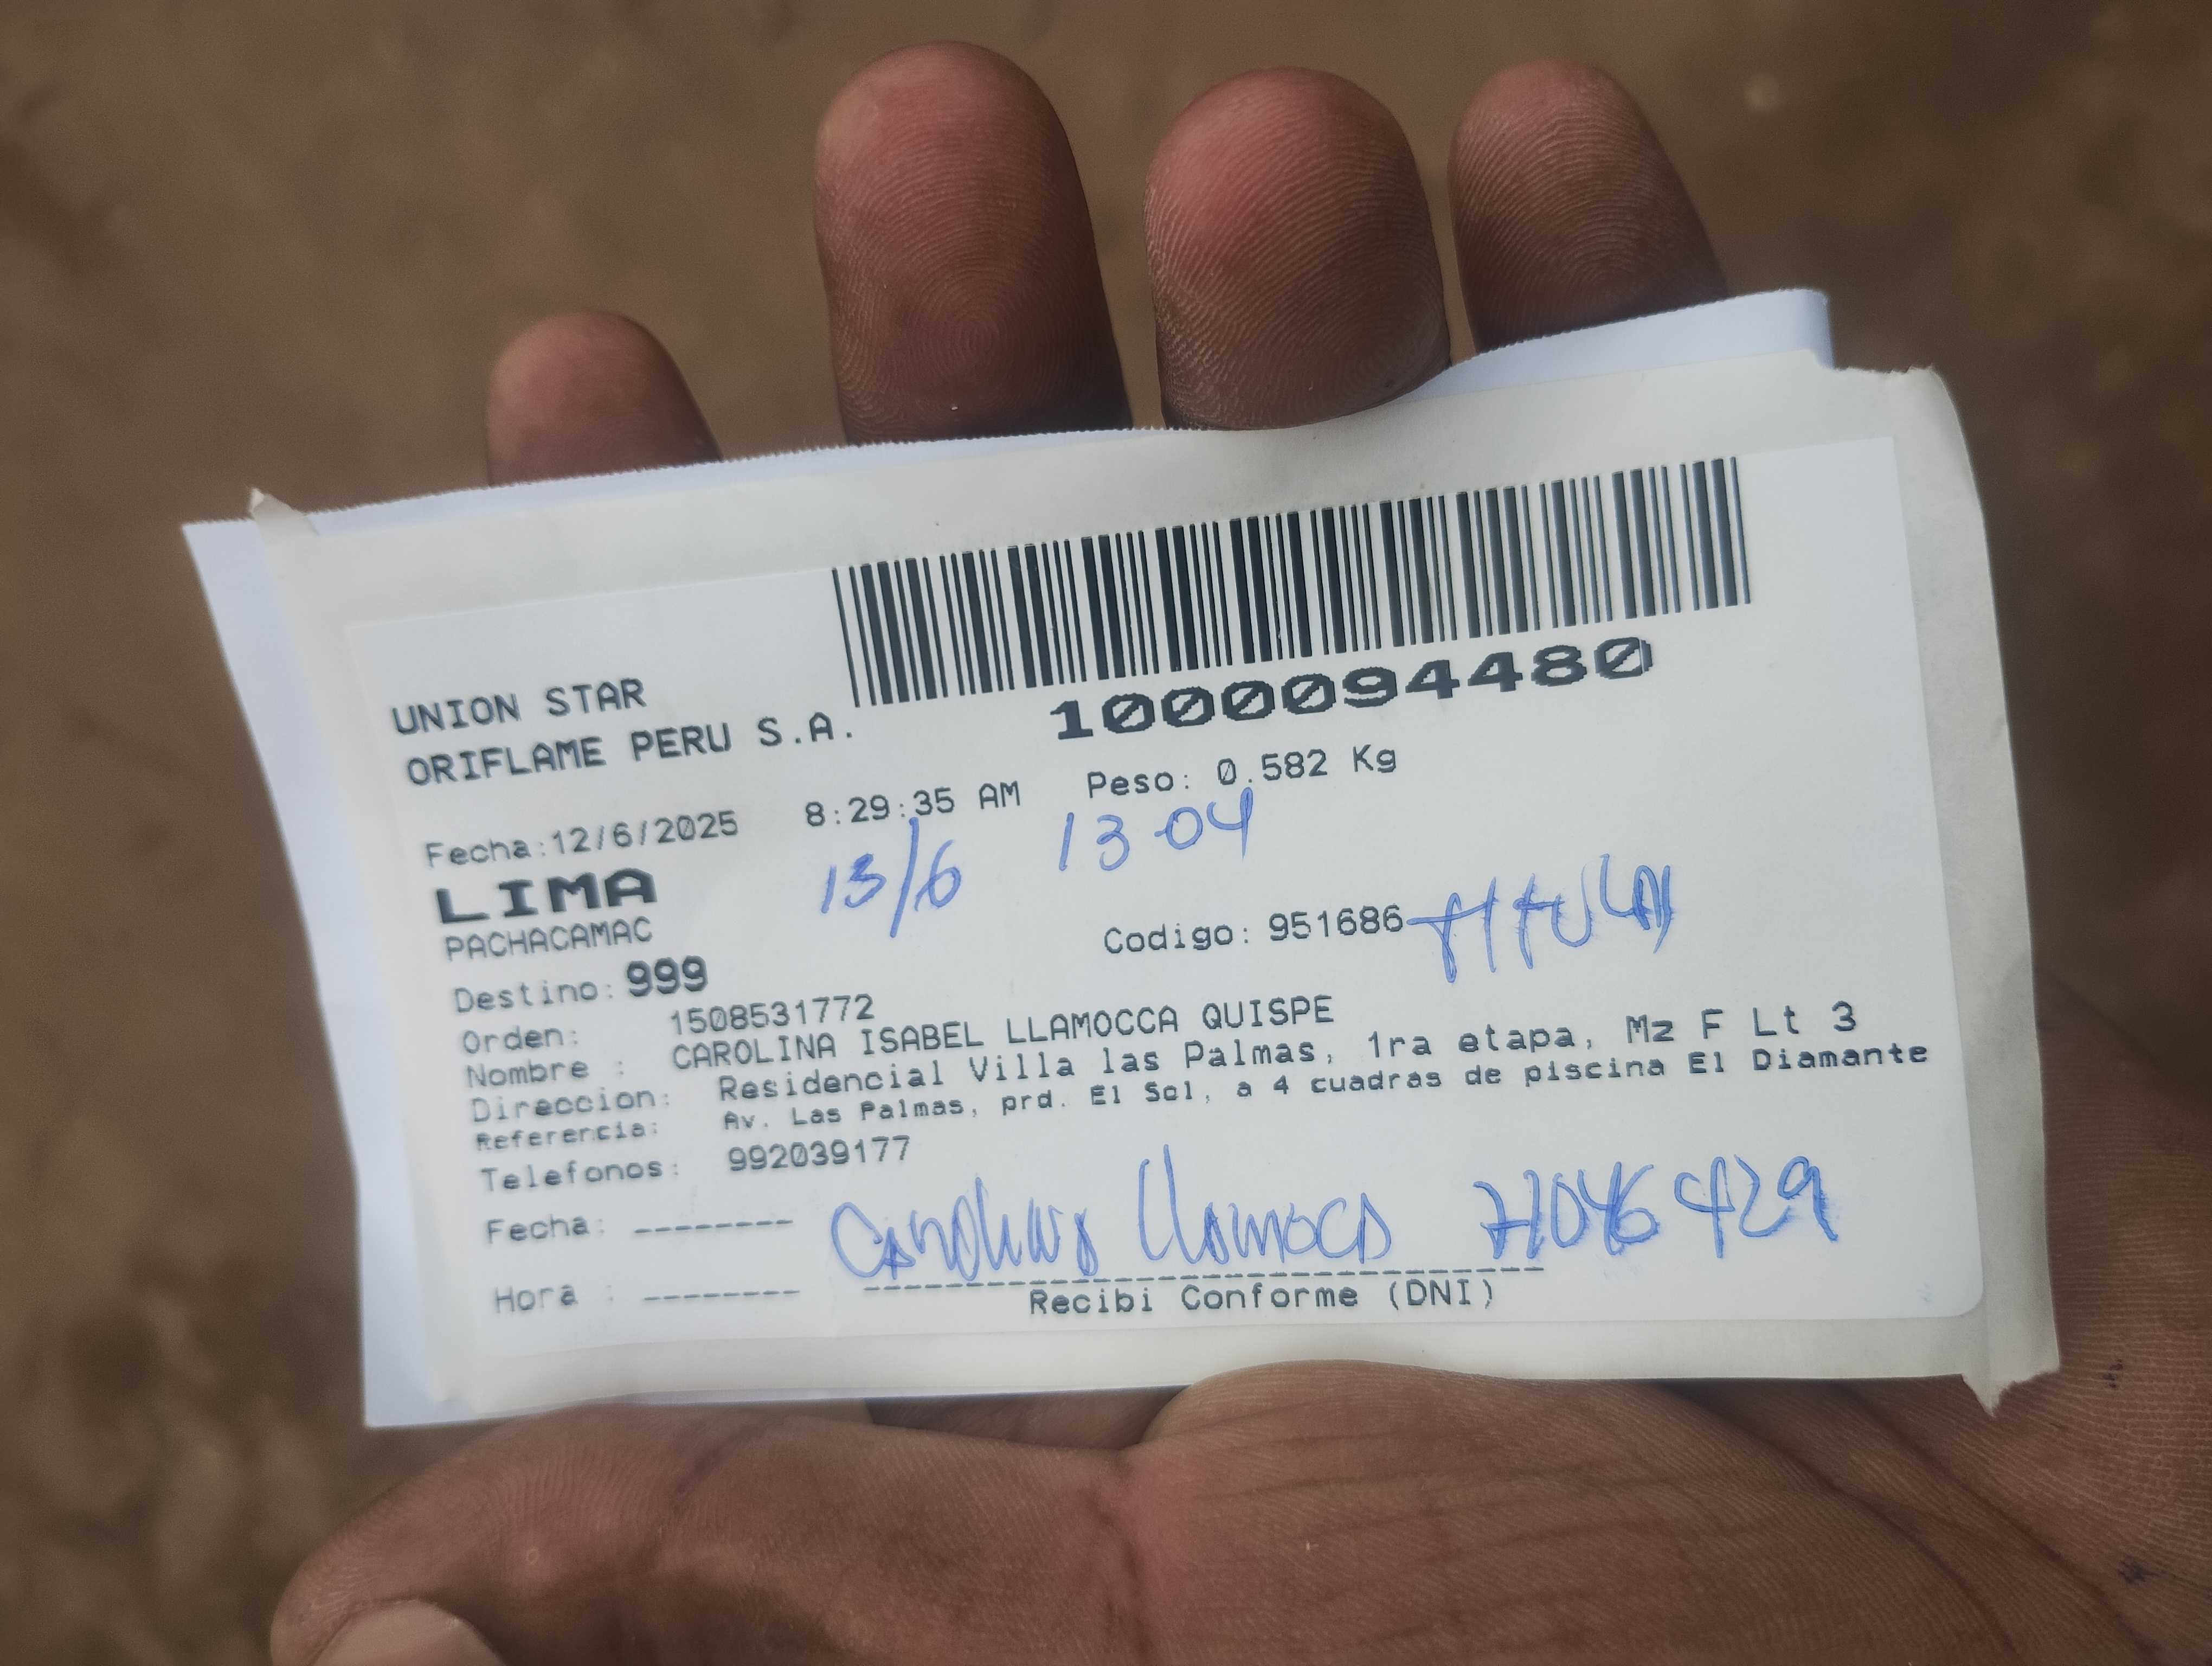 UNION STAR
ORIFLAME PERU S.A.
1000094480
Fecha:12/6/2025 8:29:35 AM Peso: 0.582 Kg
13/6 13 04
LIMA
PACHACAMAC
Codigo: 951686
Destino: 999
Orden: 1508531772
Nombre : CAROLINA ISABEL LLAMOCCA QUISPE
Direccion: Residencial Villa las Palmas, 1ra etapa, Mz F Lt 3
Referencia: Av. Las Palmas, prd. El Sol, a 4 cuadras de piscina El Diamante
Telefonos: 992039177
Fecha: --------
Carolina Llamoca
Hora : --------
Recibi Conforme (DNI)